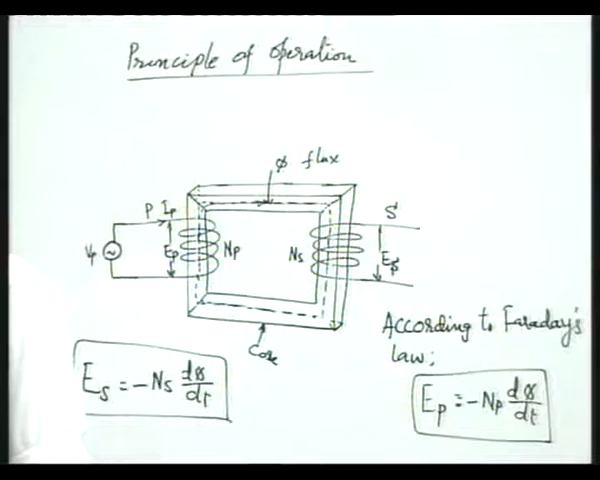 Principle of operation
φ flux
P Ip
S
Vp
Ep
Np
Ns
Ep
Core
According to Faraday's
law;
Es = -Ns dφ/dt
Ep = -Np dφ/dt